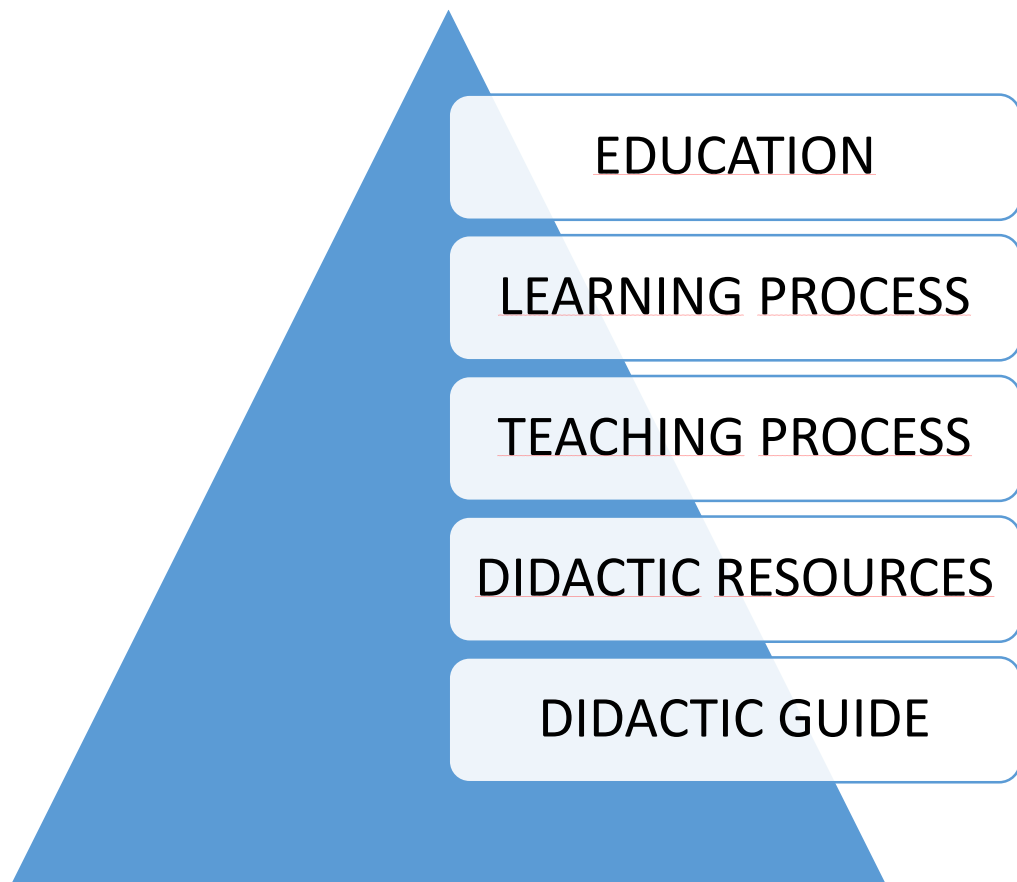 EDUCATION
LEARNING PROCESS
TEACHING PROCESS
DIDACTIC RESOURCES
DIDACTIC GUIDE